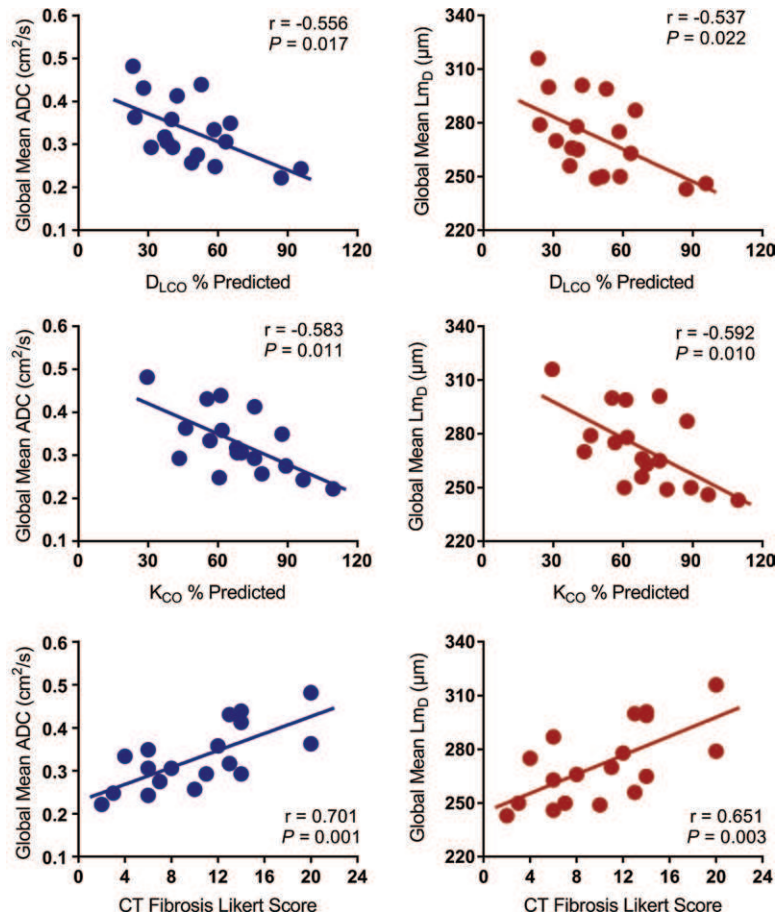 Global Mean ADC (cm²/s)
0.6
0.5
0.4
0.3
0.2
0.1
r = -0.556
P = 0.017
0 30 60 90 120
D_LCO % Predicted
Global Mean Lm_D (µm)
340
310
280
250
220
r = -0.537
P = 0.022
0 30 60 90 120
D_LCO % Predicted
Global Mean ADC (cm²/s)
0.6
0.5
0.4
0.3
0.2
0.1
r = -0.583
P = 0.011
0 30 60 90 120
K_CO % Predicted
Global Mean Lm_D (µm)
340
310
280
250
220
r = -0.592
P = 0.010
0 30 60 90 120
K_CO % Predicted
Global Mean ADC (cm²/s)
0.6
0.5
0.4
0.3
0.2
0.1
r = 0.701
P = 0.001
0 4 8 12 16 20 24
CT Fibrosis Likert Score
Global Mean Lm_D (µm)
340
310
280
250
220
r = 0.651
P = 0.003
0 4 8 12 16 20 24
CT Fibrosis Likert Score